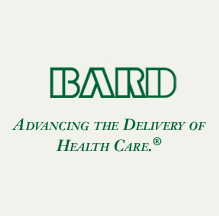 BARD
ADVANCING THE DELIVERY OF
HEALTH CARE.®